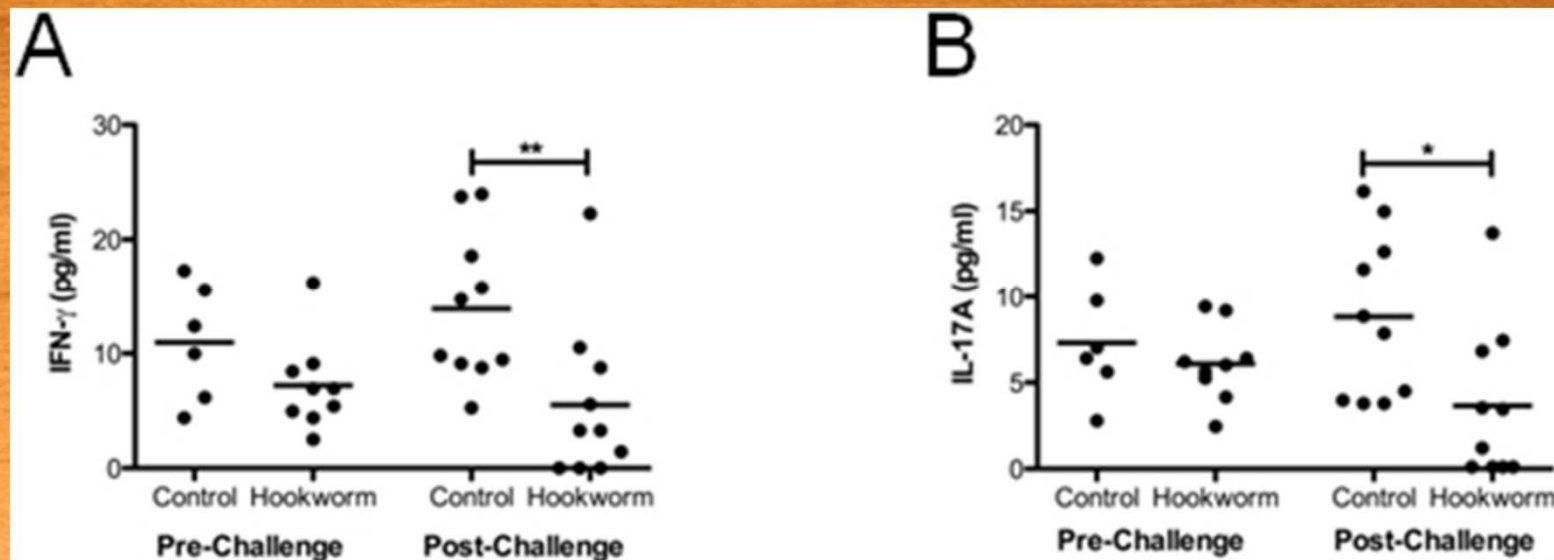 A
IFN-γ (pg/ml)
30
20
10
0
**
Control Hookworm Control Hookworm
Pre-Challenge Post-Challenge
B
IL-17A (pg/ml)
20
15
10
5
0
*
Control Hookworm Control Hookworm
Pre-Challenge Post-Challenge